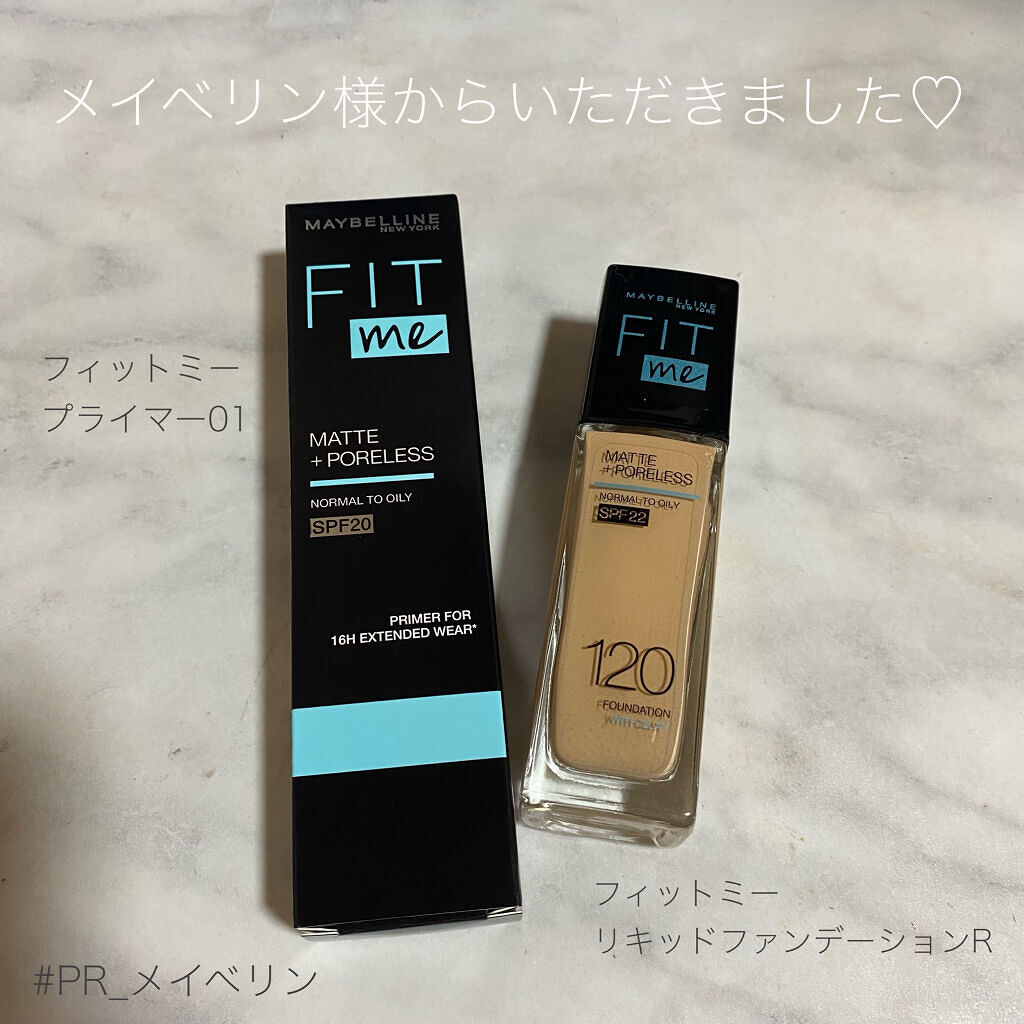 メイベリン様からいただきました♡
MAYBELLINE
NEW YORK
FIT
me
MATTE
+ PORELESS
NORMAL TO OILY
SPF20
PRIMER FOR
16H EXTENDED WEAR*
フィットミー
プライマー01
MAYBELLINE
NEW YORK
FIT
me
MATTE
+PORELESS
NORMAL TO OILY
SPF22
120
FOUNDATION
WITH CLAY*
フィットミー
リキッドファンデーションR
#PR_メイベリン